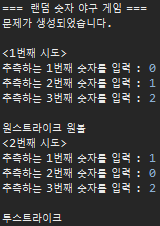 === 랜덤 숫자 야구 게임 ===
문제가 생성되었습니다.
<1번째 시도>
추측하는 1번째 숫자를 입력 : 0
추측하는 2번째 숫자를 입력 : 1
추측하는 3번째 숫자를 입력 : 2
원스트라이크 원볼
<2번째 시도>
추측하는 1번째 숫자를 입력 : 1
추측하는 2번째 숫자를 입력 : 0
추측하는 3번째 숫자를 입력 : 2
투스트라이크